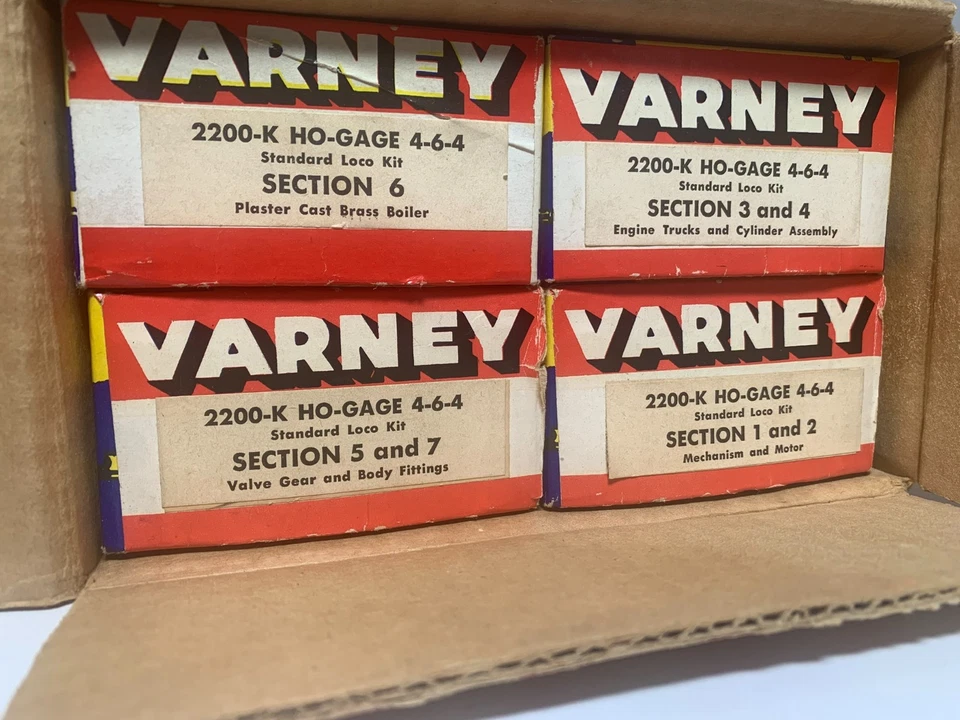 VARNEY
2200-K HO-GAGE 4-6-4
Standard Loco Kit
SECTION 6
Plaster Cast Brass Boiler
VARNEY
2200-K HO-GAGE 4-6-4
Standard Loco Kit
SECTION 3 and 4
Engine Trucks and Cylinder Assembly
VARNEY
2200-K HO-GAGE 4-6-4
Standard Loco Kit
SECTION 5 and 7
Valve Gear and Body Fittings
VARNEY
2200-K HO-GAGE 4-6-4
Standard Loco Kit
SECTION 1 and 2
Mechanism and Motor